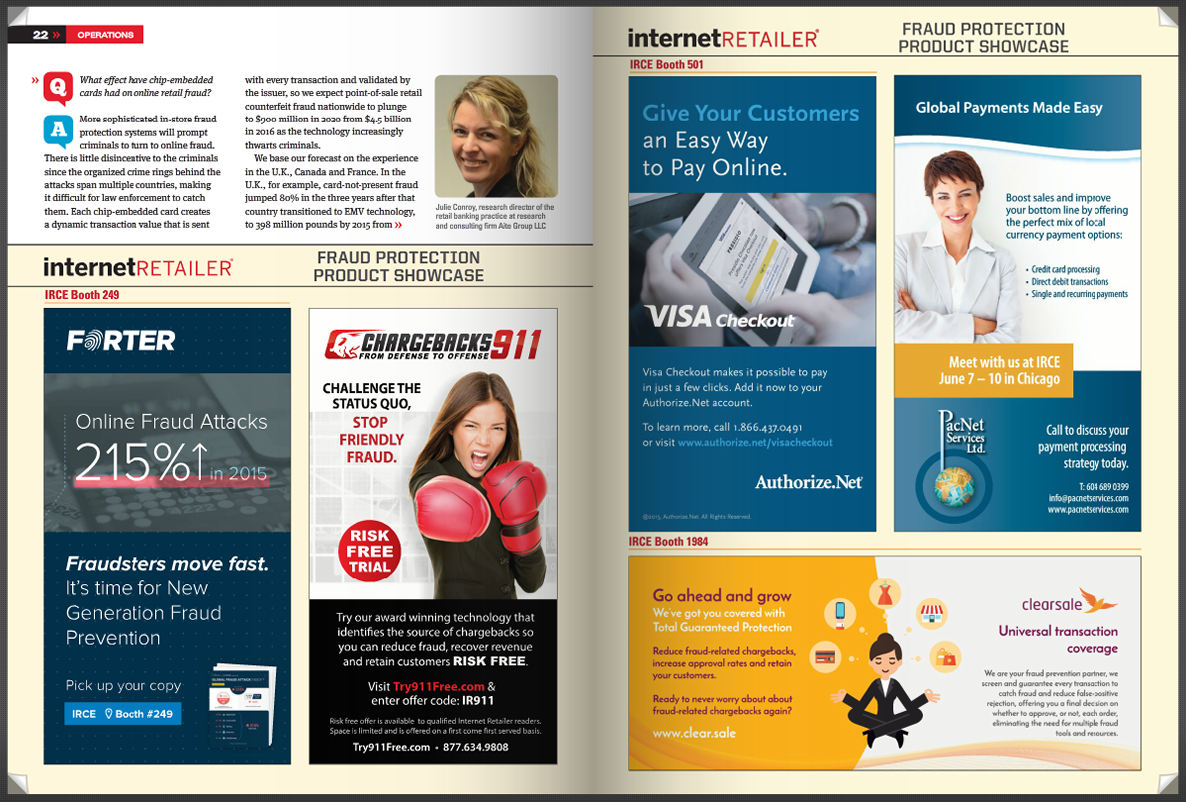 22 »
OPERATIONS
»
Q
What effect have chip-embedded
cards had on online retail fraud?
A
More sophisticated in-store fraud
protection systems will prompt
criminals to turn to online fraud.
There is little disinceative to the criminals
since the organized crime rings behind the
attacks span multiple countries, making
it difficult for law enforcement to catch
them. Each chip-embedded card creates
a dynamic transaction value that is sent
with every transaction and validated by
the issuer, so we expect point-of-sale retail
counterfeit fraud nationwide to plunge
to $900 million in 2020 from $4.5 billion
in 2016 as the technology increasingly
thwarts criminals.
We base our forecast on the experience
in the U.K., Canada and France. In the
U.K., for example, card-not-present fraud
jumped 80% in the three years after that
country transitioned to EMV technology,
to 398 million pounds by 2015 from »
Julie Conroy, research director of the
retail banking practice at research
and consulting firm Aite Group LLC
internetRETAILER®
FRAUD PROTECTION
PRODUCT SHOWCASE
IRCE Booth 249
FORTER
Online Fraud Attacks
215%↑ in 2015
Fraudsters move fast.
It's time for New
Generation Fraud
Prevention
Pick up your copy
IRCE Booth #249
CHARGEBACKS911
FROM DEFENSE TO OFFENSE
CHALLENGE THE
STATUS QUO,
STOP
FRIENDLY
FRAUD.
RISK
FREE
TRIAL
Try our award winning technology that
identifies the source of chargebacks so
you can reduce fraud, recover revenue
and retain customers RISK FREE.
Visit Try911Free.com &
enter offer code: IR911
Risk free offer is available to qualified Internet Retailer readers.
Space is limited and is offered on a first come first served basis.
Try911Free.com • 877.634.9808
internetRETAILER®
FRAUD PROTECTION
PRODUCT SHOWCASE
IRCE Booth 501
Give Your Customers
an Easy Way
to Pay Online.
VISA Checkout
Visa Checkout makes it possible to pay
in just a few clicks. Add it now to your
Authorize.Net account.
To learn more, call 1.866.437.0491
or visit www.authorize.net/visacheckout
Authorize.Net
©2015, Authorize.Net. All Rights Reserved.
Global Payments Made Easy
Boost sales and improve
your bottom line by offering
the perfect mix of local
currency payment options:
• Credit card processing
• Direct debit transactions
• Single and recurring payments
Meet with us at IRCE
June 7 – 10 in Chicago
PacNet
Services
Ltd.
Call to discuss your
payment processing
strategy today.
T: 604 689 0399
info@pacnetservices.com
www.pacnetservices.com
IRCE Booth 1984
Go ahead and grow
We've got you covered with
Total Guaranteed Protection
Reduce fraud-related chargebacks,
increase approval rates and retain
your customers.
Ready to never worry about about
fraud-related chargebacks again?
www.clear.sale
clearsale
Universal transaction
coverage
We are your fraud prevention partner, we
screen and guarantee every transaction to
catch fraud and reduce false-positive
rejection, offering you a final decision on
whether to approve, or not, each order,
eliminating the need for multiple fraud
tools and resources.